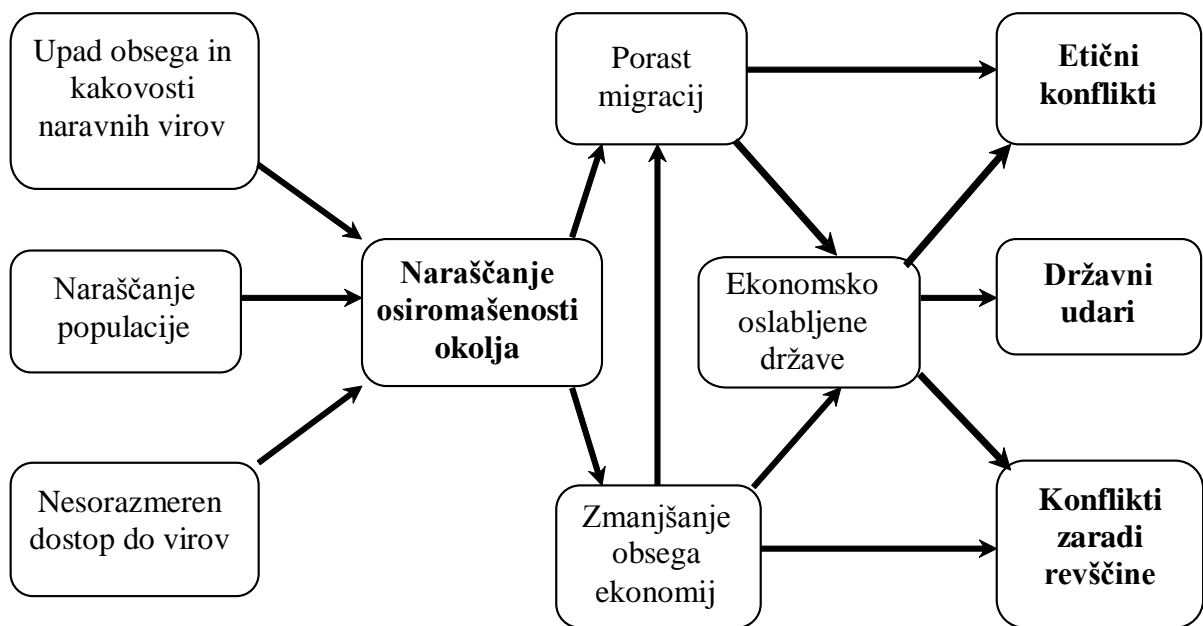 Upad obsega in
kakovosti
naravnih virov
Naraščanje
populacije
Nesorazmeren
dostop do virov
Naraščanje
osiromašenosti
okolja
Porast
migracij
Zmanjšanje
obsega
ekonomij
Ekonomsko
oslabljene
države
Etični
konflikti
Državni
udari
Konflikti
zaradi
revščine